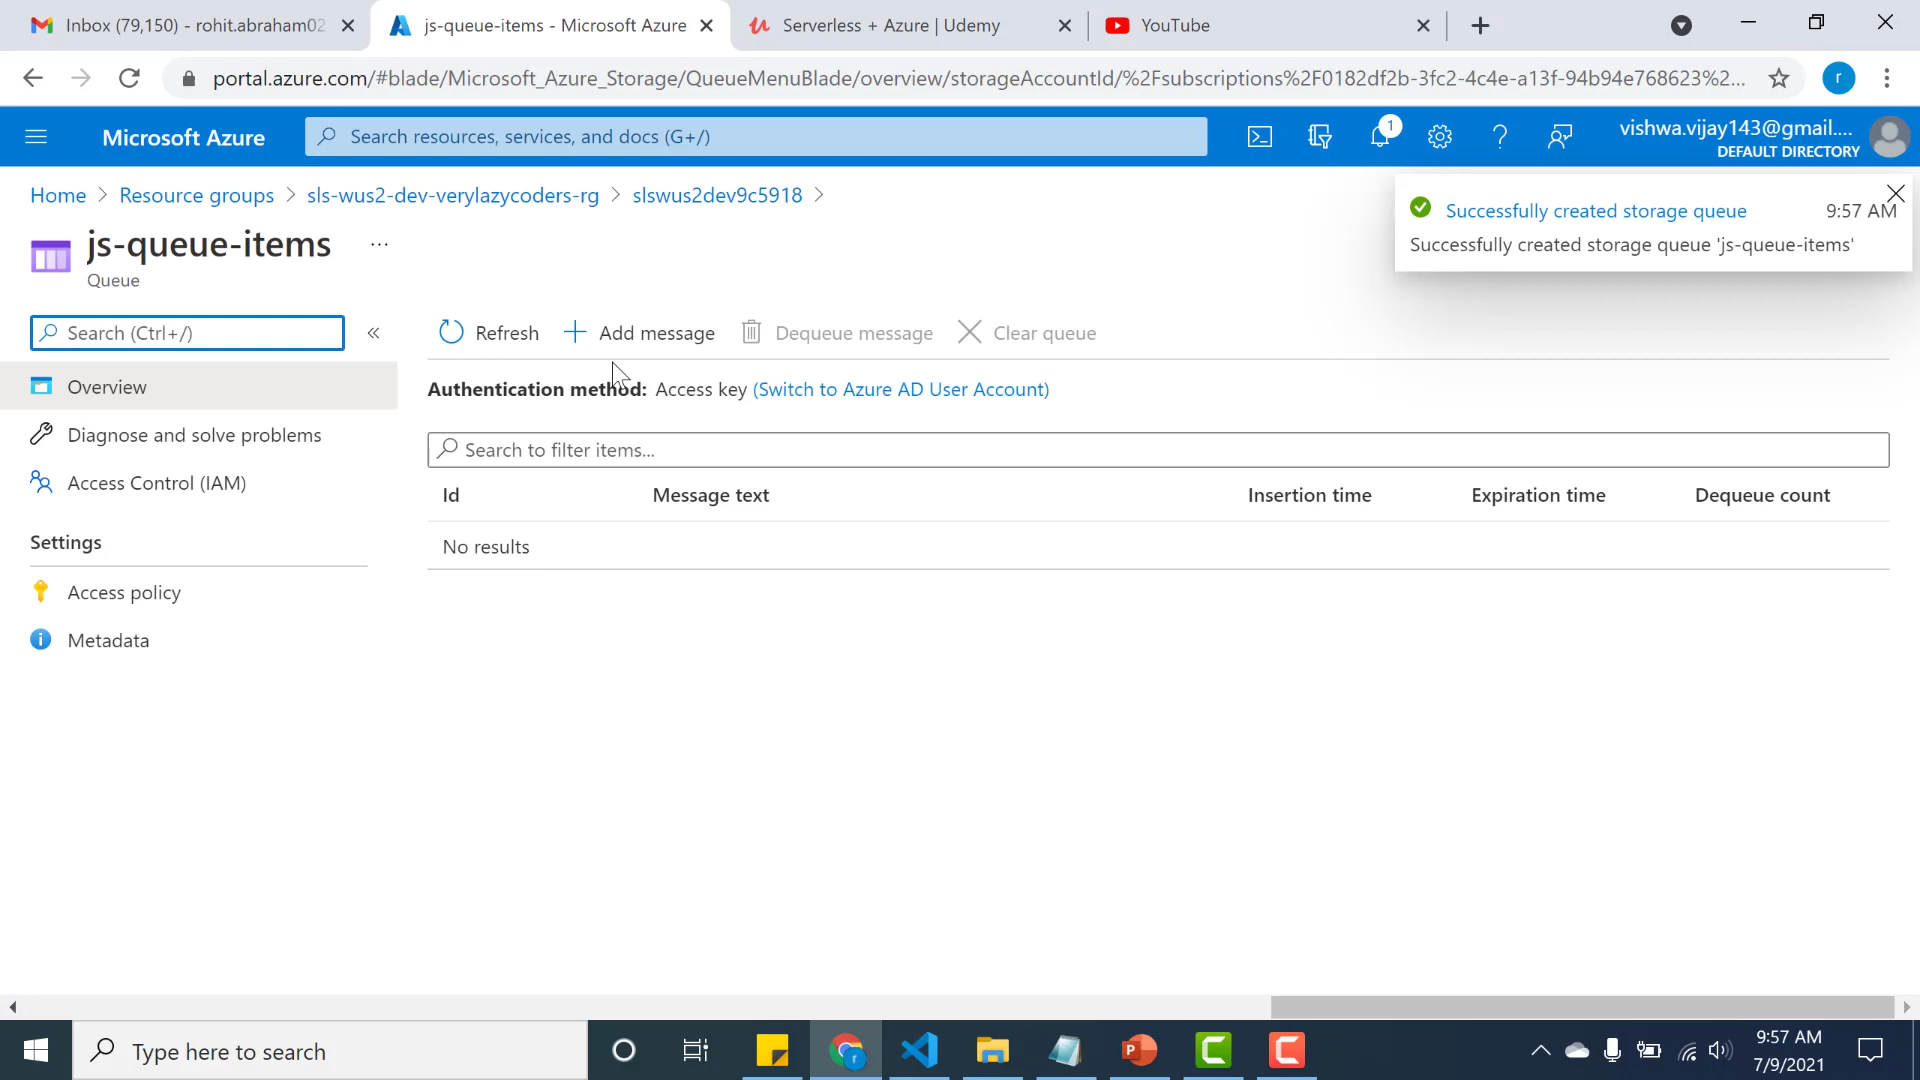 Inbox (79,150) - rohit.abraham02
js-queue-items - Microsoft Azure
Serverless + Azure | Udemy
YouTube
portal.azure.com/#blade/Microsoft_Azure_Storage/QueueMenuBlade/overview/storageAccountId/%2Fsubscriptions%2F0182df2b-3fc2-4c4e-a13f-94b94e768623%2...
r
Microsoft Azure
Search resources, services, and docs (G+/)
1
vishwa.vijay143@gmail....
DEFAULT DIRECTORY
Home > Resource groups > sls-wus2-dev-verylazycoders-rg > slswus2dev9c5918 >
Successfully created storage queue 9:57 AM
Successfully created storage queue 'js-queue-items'
js-queue-items ...
Queue
Search (Ctrl+/)
«
Overview
Diagnose and solve problems
Access Control (IAM)
Settings
Access policy
Metadata
Refresh
Add message
Dequeue message
Clear queue
Authentication method: Access key (Switch to Azure AD User Account)
Search to filter items...
Id Message text Insertion time Expiration time Dequeue count
No results
Type here to search
9:57 AM
7/9/2021